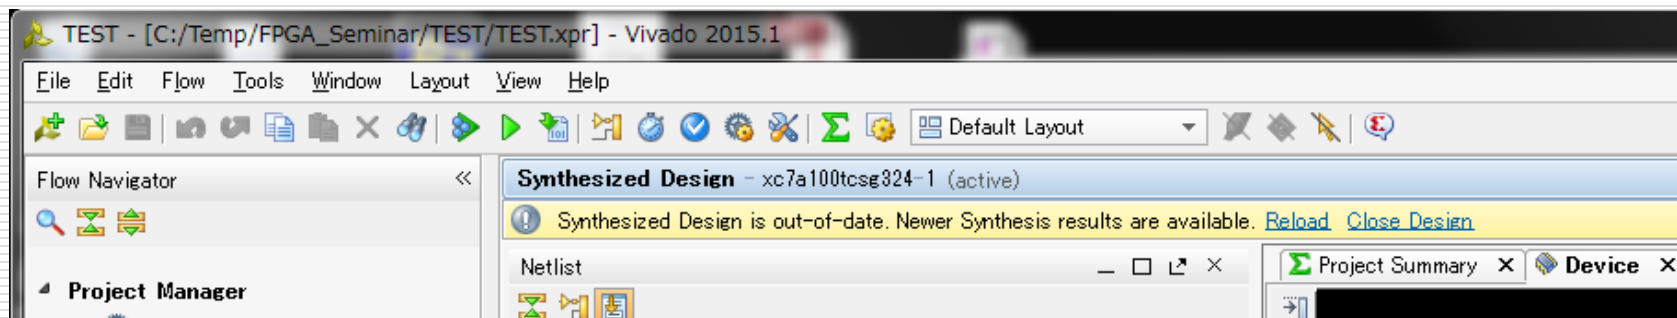 TEST - [C:/Temp/FPGA_Seminar/TEST/TEST.xpr] - Vivado 2015.1
File Edit Flow Tools Window Layout View Help
Default Layout
Flow Navigator
Synthesized Design - xc7a100tcsg324-1 (active)
Synthesized Design is out-of-date. Newer Synthesis results are available. Reload Close Design
Netlist
Project Summary Device
Project Manager